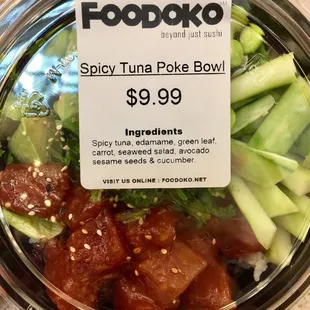 FOODOKO
beyond just sushi
Spicy Tuna Poke Bowl
$9.99
Ingredients
Spicy tuna, edamame, green leaf,
carrot, seaweed salad, avocado
sesame seeds & cucumber.
VISIT US ONLINE : FOODOKO.NET